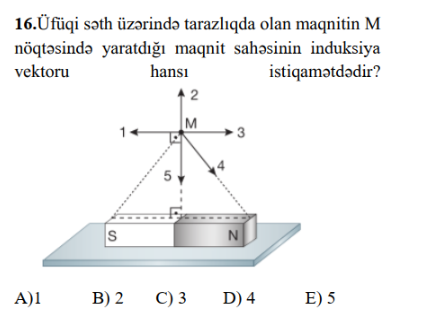 16.Üfüqi səth üzərində tarazlıqda olan maqnitin M
nöqtəsində yaratdığı maqnit sahəsinin induksiya
vektoru hansı istiqamətdədir?
2
M
1
3
4
5
S
N
A)1 B) 2 C) 3 D) 4 E) 5